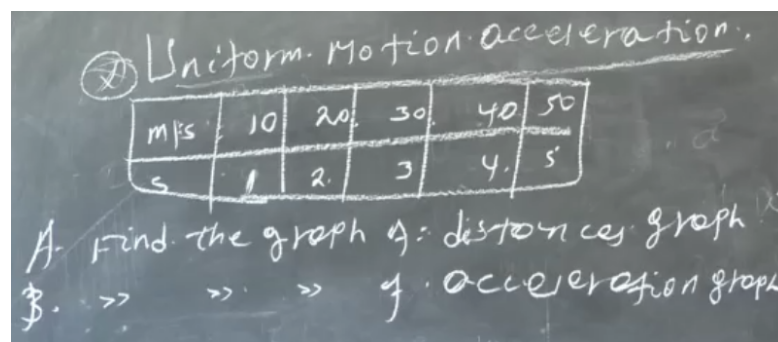 Uniform. Motion. acceleration.
m/s 10 20. 30. 40 50
s 1 2. 3 4. 5
A. Find the graph of: distances graph
B. >> >> >> of. acceleration graph